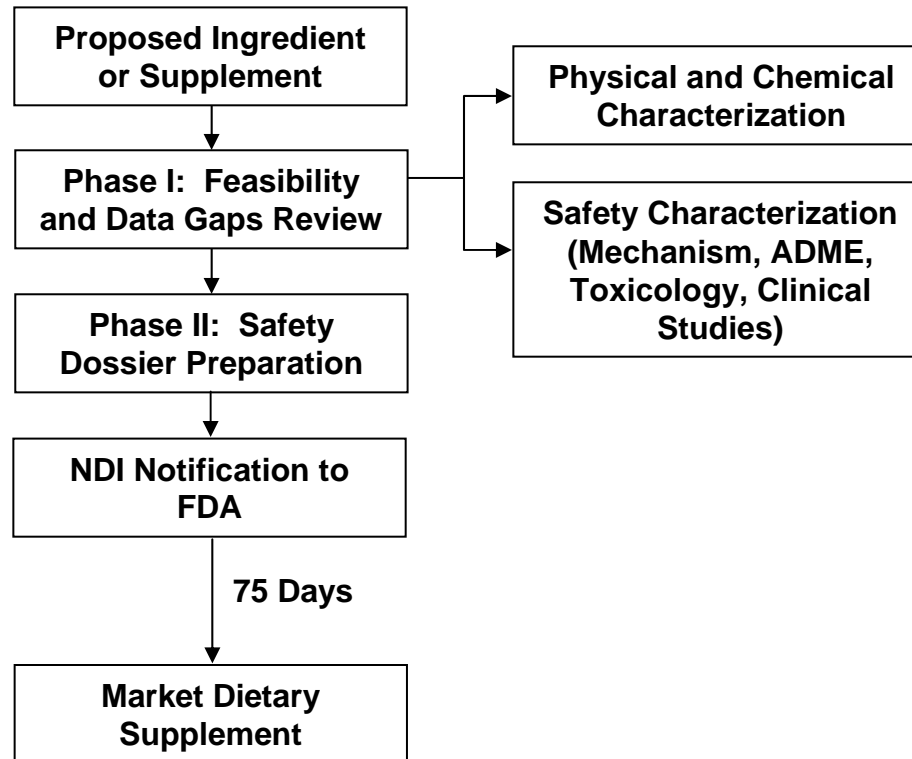 Proposed Ingredient
or Supplement
Physical and Chemical
Characterization
Phase I:  Feasibility
and Data Gaps Review
Safety Characterization
(Mechanism, ADME,
Toxicology, Clinical
Studies)
Phase II:  Safety
Dossier Preparation
NDI Notification to
FDA
75 Days
Market Dietary
Supplement